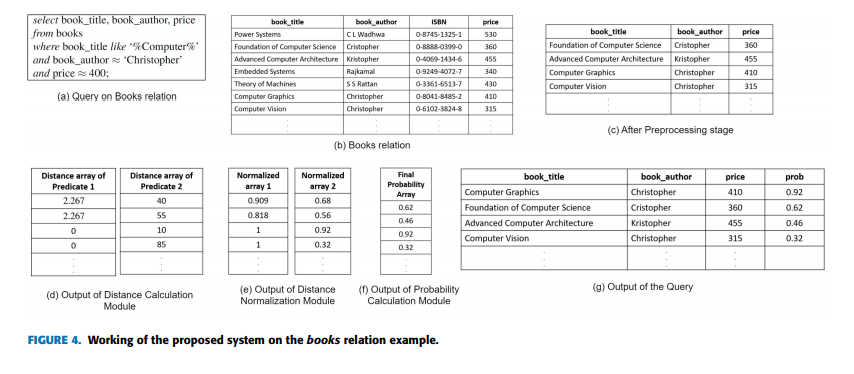 select book_title, book_author, price
from books
where book_title like ‘%Computer%’
and book_author ≈ ‘Christopher’
and price ≈ 400;
(a) Query on Books relation
book_title book_author ISBN price
Power Systems C L Wadhwa 0-8745-1325-1 530
Foundation of Computer Science Cristopher 0-8888-0399-0 360
Advanced Computer Architecture Kristopher 0-4069-1434-6 455
Embedded Systems Rajkamal 0-9249-4072-7 340
Theory of Machines S S Rattan 0-3361-6513-7 430
Computer Graphics Christopher 0-8041-8485-2 410
Computer Vision Christopher 0-6102-3824-8 315
(b) Books relation
book_title book_author price
Foundation of Computer Science Cristopher 360
Advanced Computer Architecture Kristopher 455
Computer Graphics Christopher 410
Computer Vision Christopher 315
(c) After Preprocessing stage
Distance array of Predicate 1 Distance array of Predicate 2
2.267 40
2.267 55
0 10
0 85
(d) Output of Distance Calculation
Module
Normalized array 1 Normalized array 2
0.909 0.68
0.818 0.56
1 0.92
1 0.32
(e) Output of Distance
Normalization Module
Final
Probability
Array
0.62
0.46
0.92
0.32
(f) Output of Probability
Calculation Module
book_title book_author price prob
Computer Graphics Christopher 410 0.92
Foundation of Computer Science Cristopher 360 0.62
Advanced Computer Architecture Kristopher 455 0.46
Computer Vision Christopher 315 0.32
(g) Output of the Query
FIGURE 4. Working of the proposed system on the books relation example.